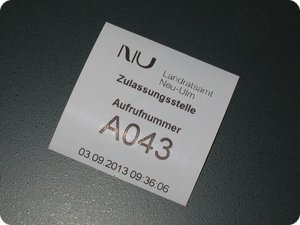 NU
Landratsamt
Neu-Ulm
Zulassungsstelle
Aufrufnummer
A043
03.09.2013 09:36:06